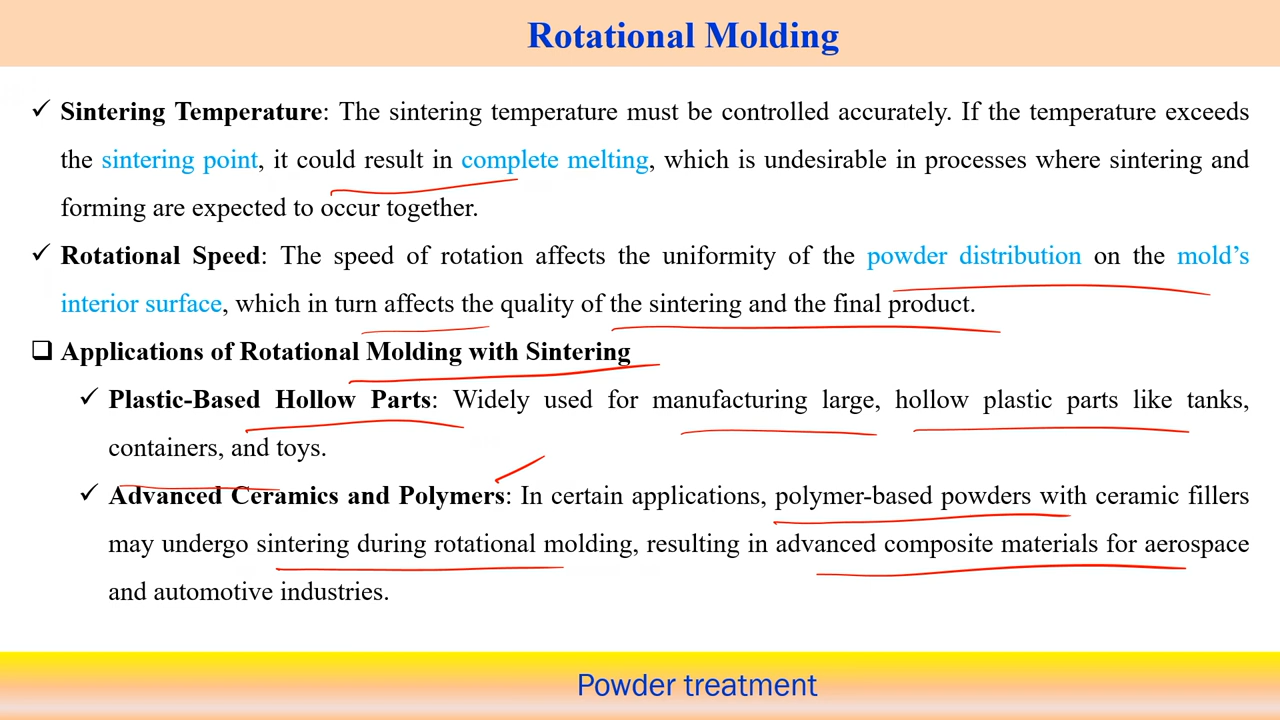 Rotational Molding
✓ Sintering Temperature: The sintering temperature must be controlled accurately. If the temperature exceeds
the sintering point, it could result in complete melting, which is undesirable in processes where sintering and
forming are expected to occur together.
✓ Rotational Speed: The speed of rotation affects the uniformity of the powder distribution on the mold’s
interior surface, which in turn affects the quality of the sintering and the final product.
❑ Applications of Rotational Molding with Sintering
✓ Plastic-Based Hollow Parts: Widely used for manufacturing large, hollow plastic parts like tanks,
containers, and toys.
✓ Advanced Ceramics and Polymers: In certain applications, polymer-based powders with ceramic fillers
may undergo sintering during rotational molding, resulting in advanced composite materials for aerospace
and automotive industries.
Powder treatment